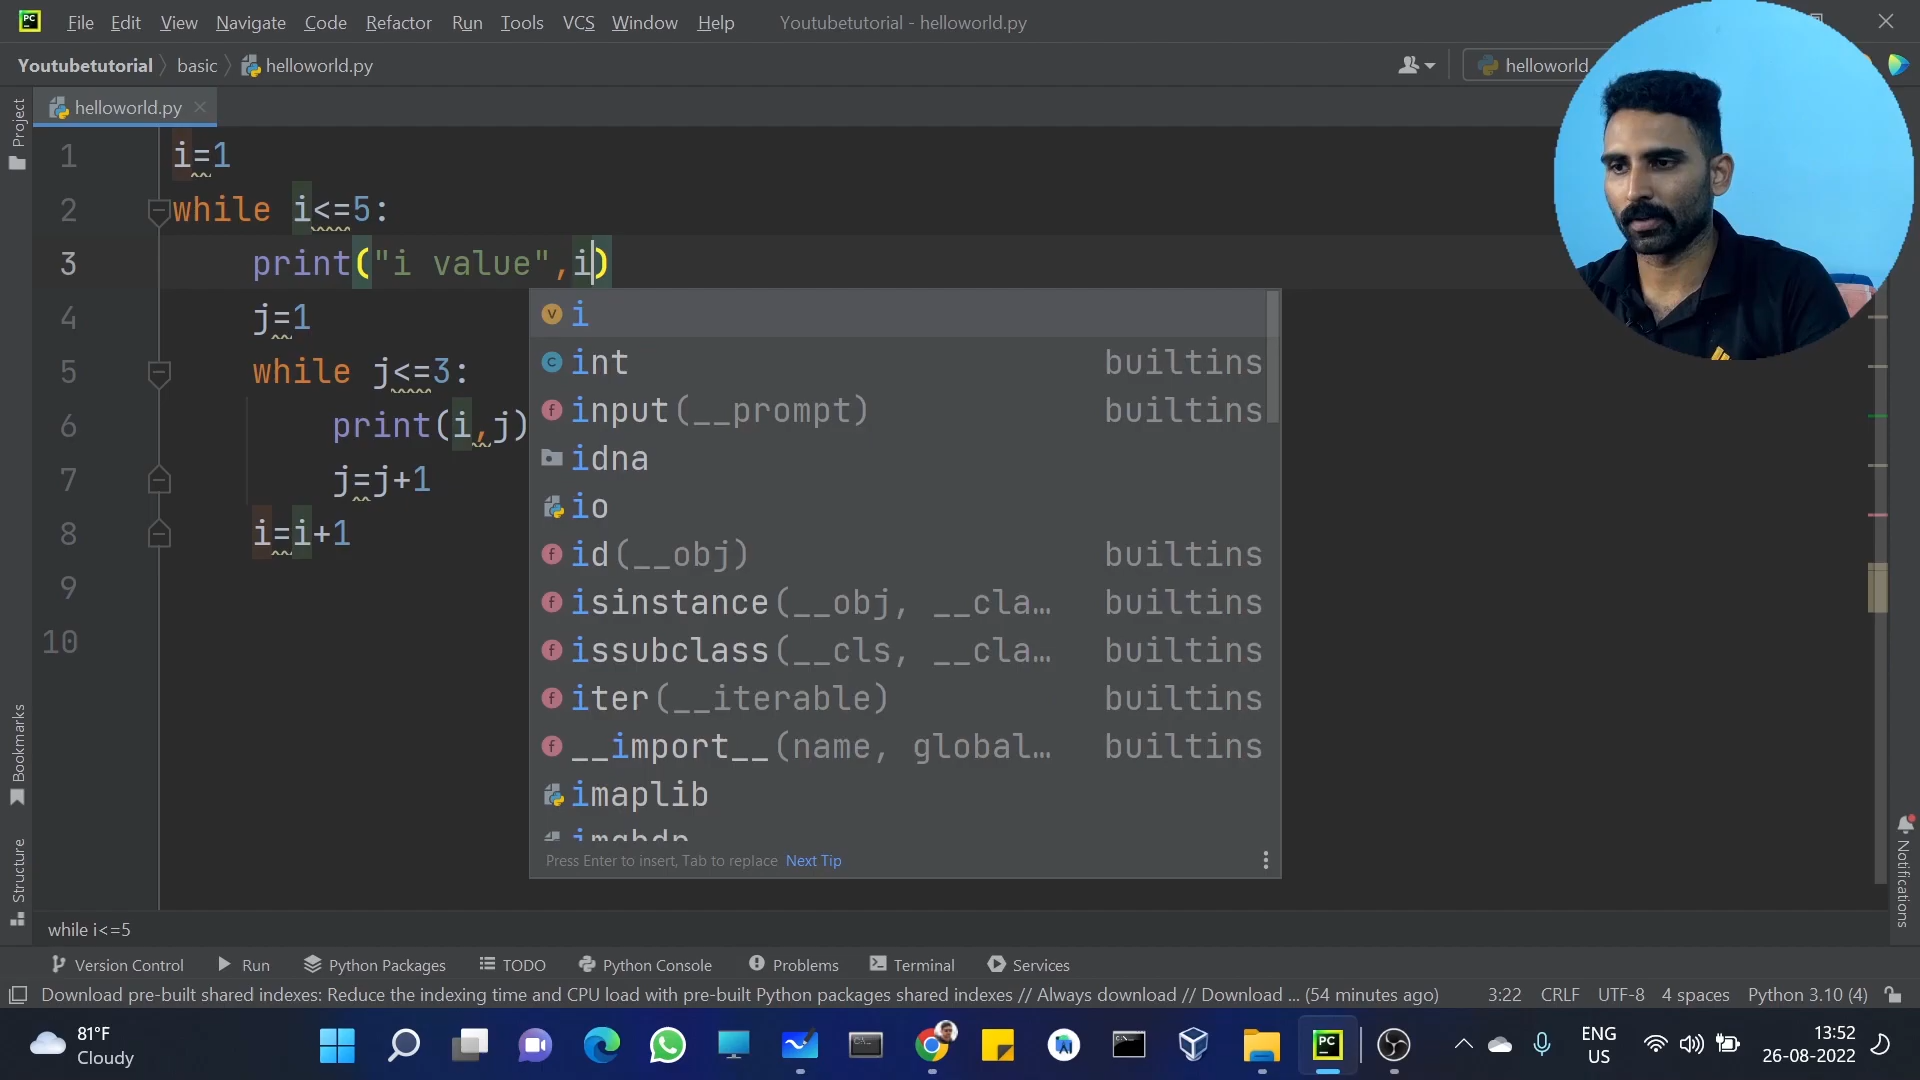 PC File Edit View Navigate Code Refactor Run Tools VCS Window Help Youtubetutorial - helloworld.py
Youtubetutorial basic helloworld.py helloworld
Project
helloworld.py
1 i=1
2 while i<=5:
3 print("i value",i)
4 j=1
5 while j<=3:
6 print(i,j)
7 j=j+1
8 i=i+1
9
10
V i
C int builtins
f input(__prompt) builtins
idna
io
f id(__obj) builtins
f isinstance(__obj, __cla… builtins
f issubclass(__cls, __cla… builtins
f iter(__iterable) builtins
f __import__(name, global… builtins
imaplib
imghdr
Press Enter to insert, Tab to replace Next Tip
Bookmarks
Structure
Notifications
while i<=5
Version Control Run Python Packages TODO Python Console Problems Terminal Services
Download pre-built shared indexes: Reduce the indexing time and CPU load with pre-built Python packages shared indexes // Always download // Download ... (54 minutes ago) 3:22 CRLF UTF-8 4 spaces Python 3.10 (4)
81°F
Cloudy
PC
ENG
US
13:52
26-08-2022